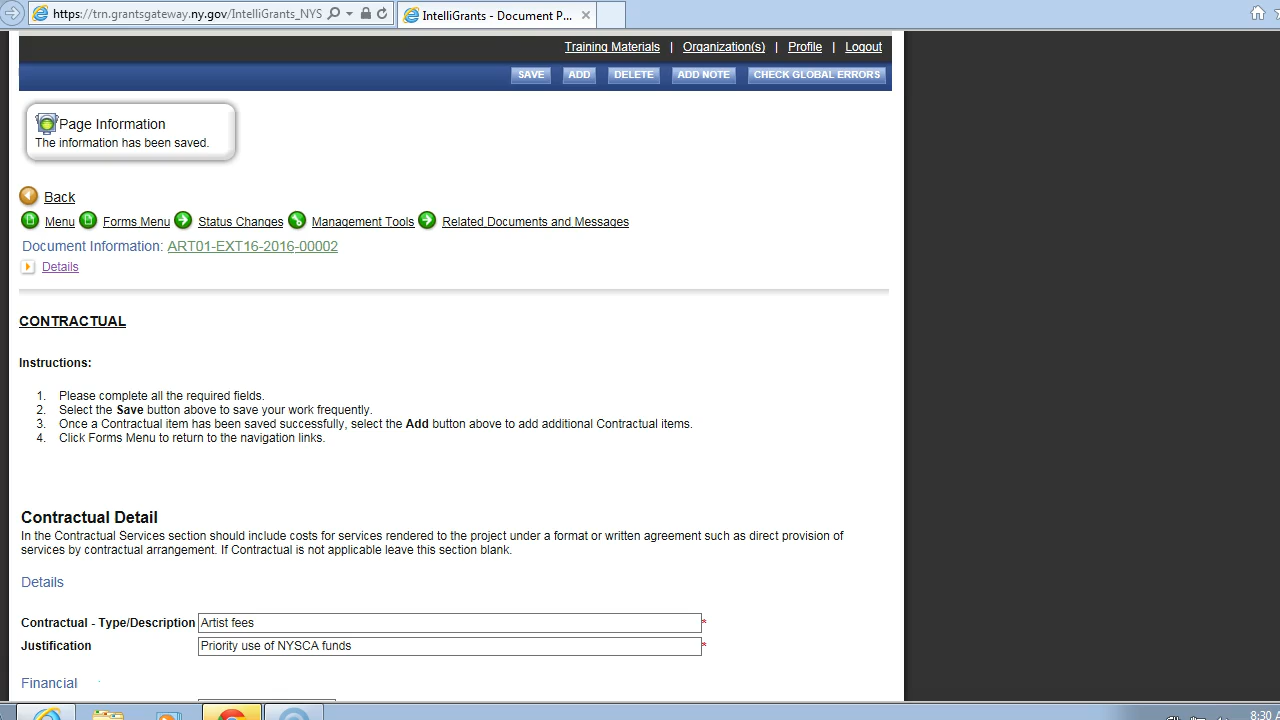 https://trn.grantsgateway.ny.gov/IntelliGrants_NYS
IntelliGrants - Document P...
Training Materials | Organization(s) | Profile | Logout
SAVE ADD DELETE ADD NOTE CHECK GLOBAL ERRORS
Page Information
The information has been saved.
Back
Menu Forms Menu Status Changes Management Tools Related Documents and Messages
Document Information: ART01-EXT16-2016-00002
Details
CONTRACTUAL
Instructions:
1. Please complete all the required fields.
2. Select the Save button above to save your work frequently.
3. Once a Contractual item has been saved successfully, select the Add button above to add additional Contractual items.
4. Click Forms Menu to return to the navigation links.
Contractual Detail
In the Contractual Services section should include costs for services rendered to the project under a format or written agreement such as direct provision of
services by contractual arrangement. If Contractual is not applicable leave this section blank.
Details
Contractual - Type/Description Artist fees *
Justification Priority use of NYSCA funds *
Financial
8:30 A